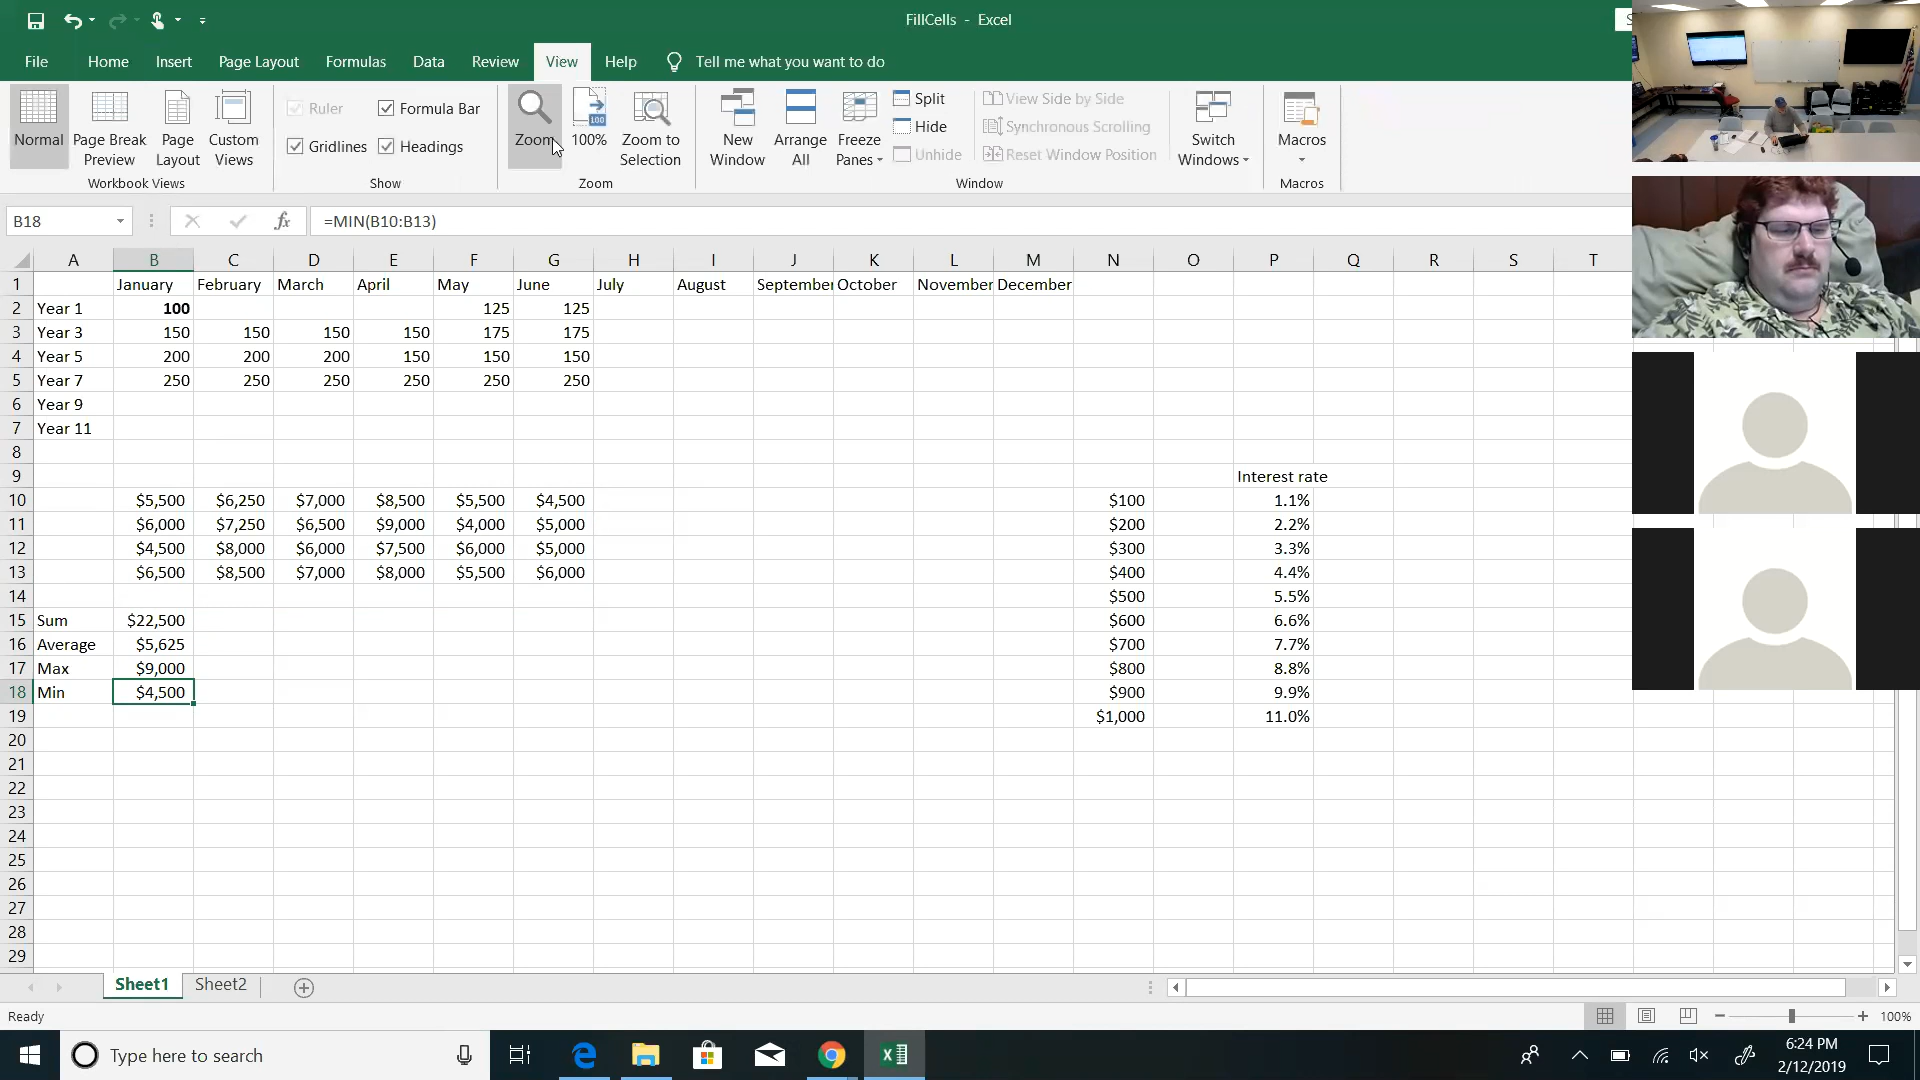 FillCells - Excel
S
File Home Insert Page Layout Formulas Data Review View Help Tell me what you want to do
Normal Page Break Preview Page Layout Custom Views
Workbook Views
Ruler Formula Bar
Gridlines Headings
Show
Zoom 100% Zoom to Selection
Zoom
New Window Arrange All Freeze Panes
Split
Hide
Unhide
View Side by Side
Synchronous Scrolling
Reset Window Position
Switch Windows
Window
Macros
Macros
B18 fx =MIN(B10:B13)
A B C D E F G H I J K L M N O P Q R S T
1 January February March April May June July August September October November December
2 Year 1 100 125 125
3 Year 3 150 150 150 150 175 175
4 Year 5 200 200 200 150 150 150
5 Year 7 250 250 250 250 250 250
6 Year 9
7 Year 11
8
9 Interest rate
10 $5,500 $6,250 $7,000 $8,500 $5,500 $4,500 $100 1.1%
11 $6,000 $7,250 $6,500 $9,000 $4,000 $5,000 $200 2.2%
12 $4,500 $8,000 $6,000 $7,500 $6,000 $5,000 $300 3.3%
13 $6,500 $8,500 $7,000 $8,000 $5,500 $6,000 $400 4.4%
14 $500 5.5%
15 Sum $22,500 $600 6.6%
16 Average $5,625 $700 7.7%
17 Max $9,000 $800 8.8%
18 Min $4,500 $900 9.9%
19 $1,000 11.0%
20
21
22
23
24
25
26
27
28
29
Sheet1 Sheet2
Ready 100%
Type here to search
6:24 PM
2/12/2019